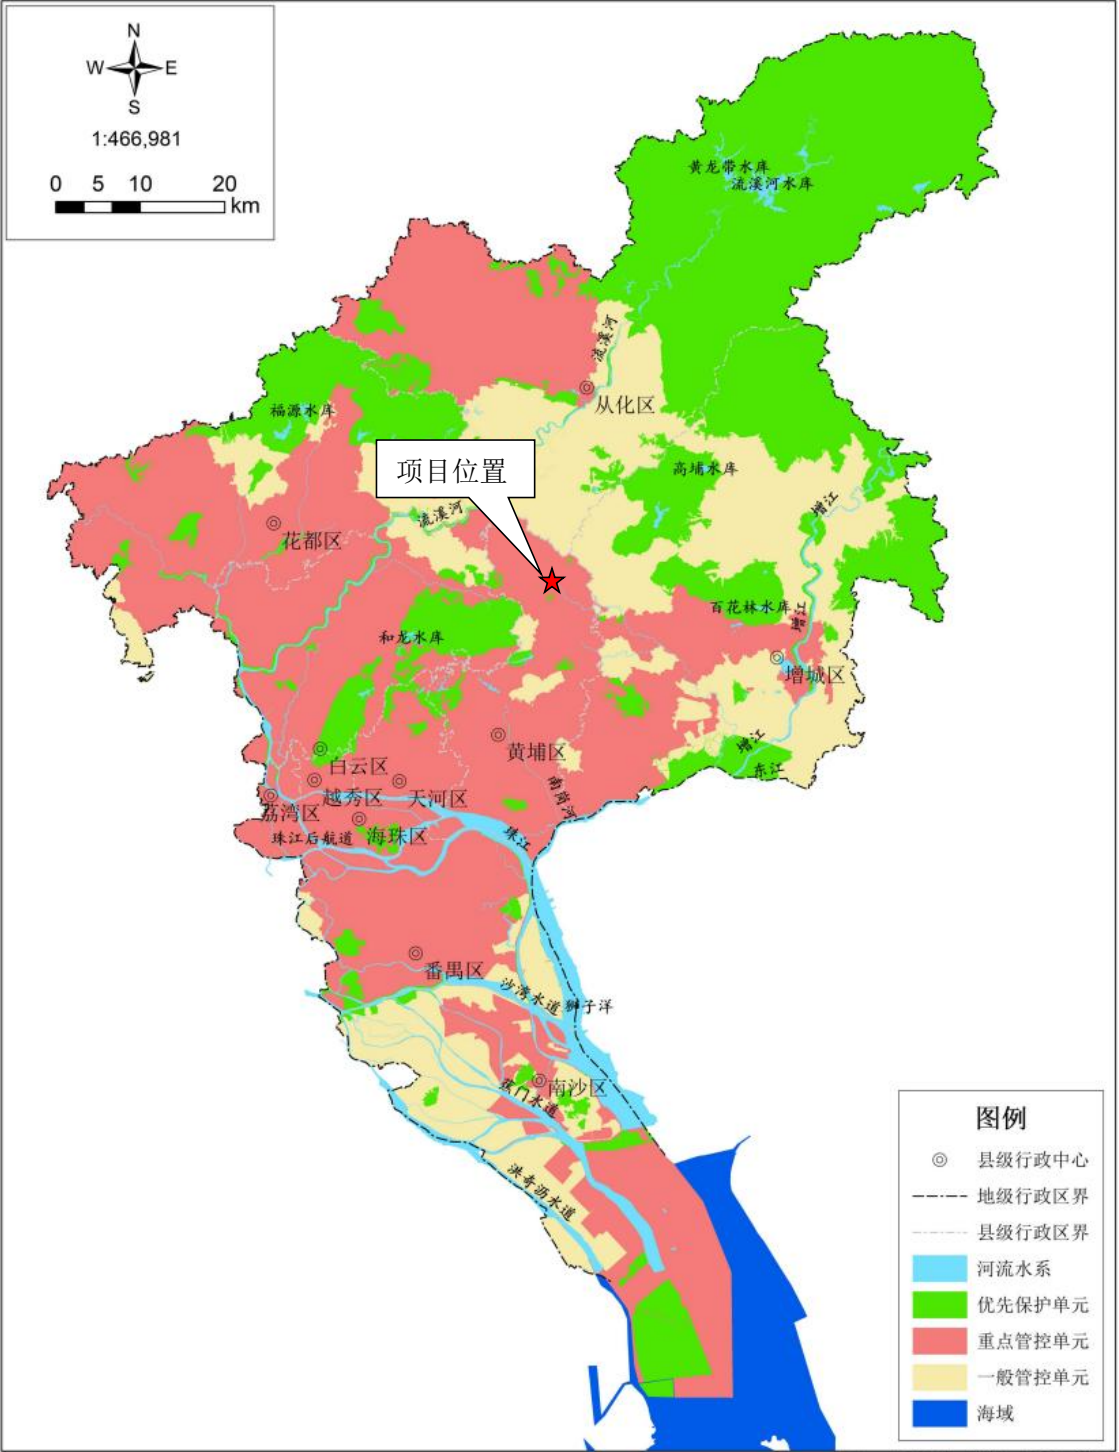 N
W E
S
1:466,981
0 5 10 20
km
黄龙带水库
流溪河水库
流溪河
从化区
福源水库
项目位置
高埔水库
增江
流溪河
花都区
百花林水库
增江
和龙水库
增城区
黄埔区
增江
白云区
东江
越秀区
天河区
南岗河
荔湾区
珠江后航道
海珠区
珠江
番禺区
沙湾水道
狮子洋
南沙区
蕉门水道
洪奇沥水道
图例
县级行政中心
地级行政区界
县级行政区界
河流水系
优先保护单元
重点管控单元
一般管控单元
海域